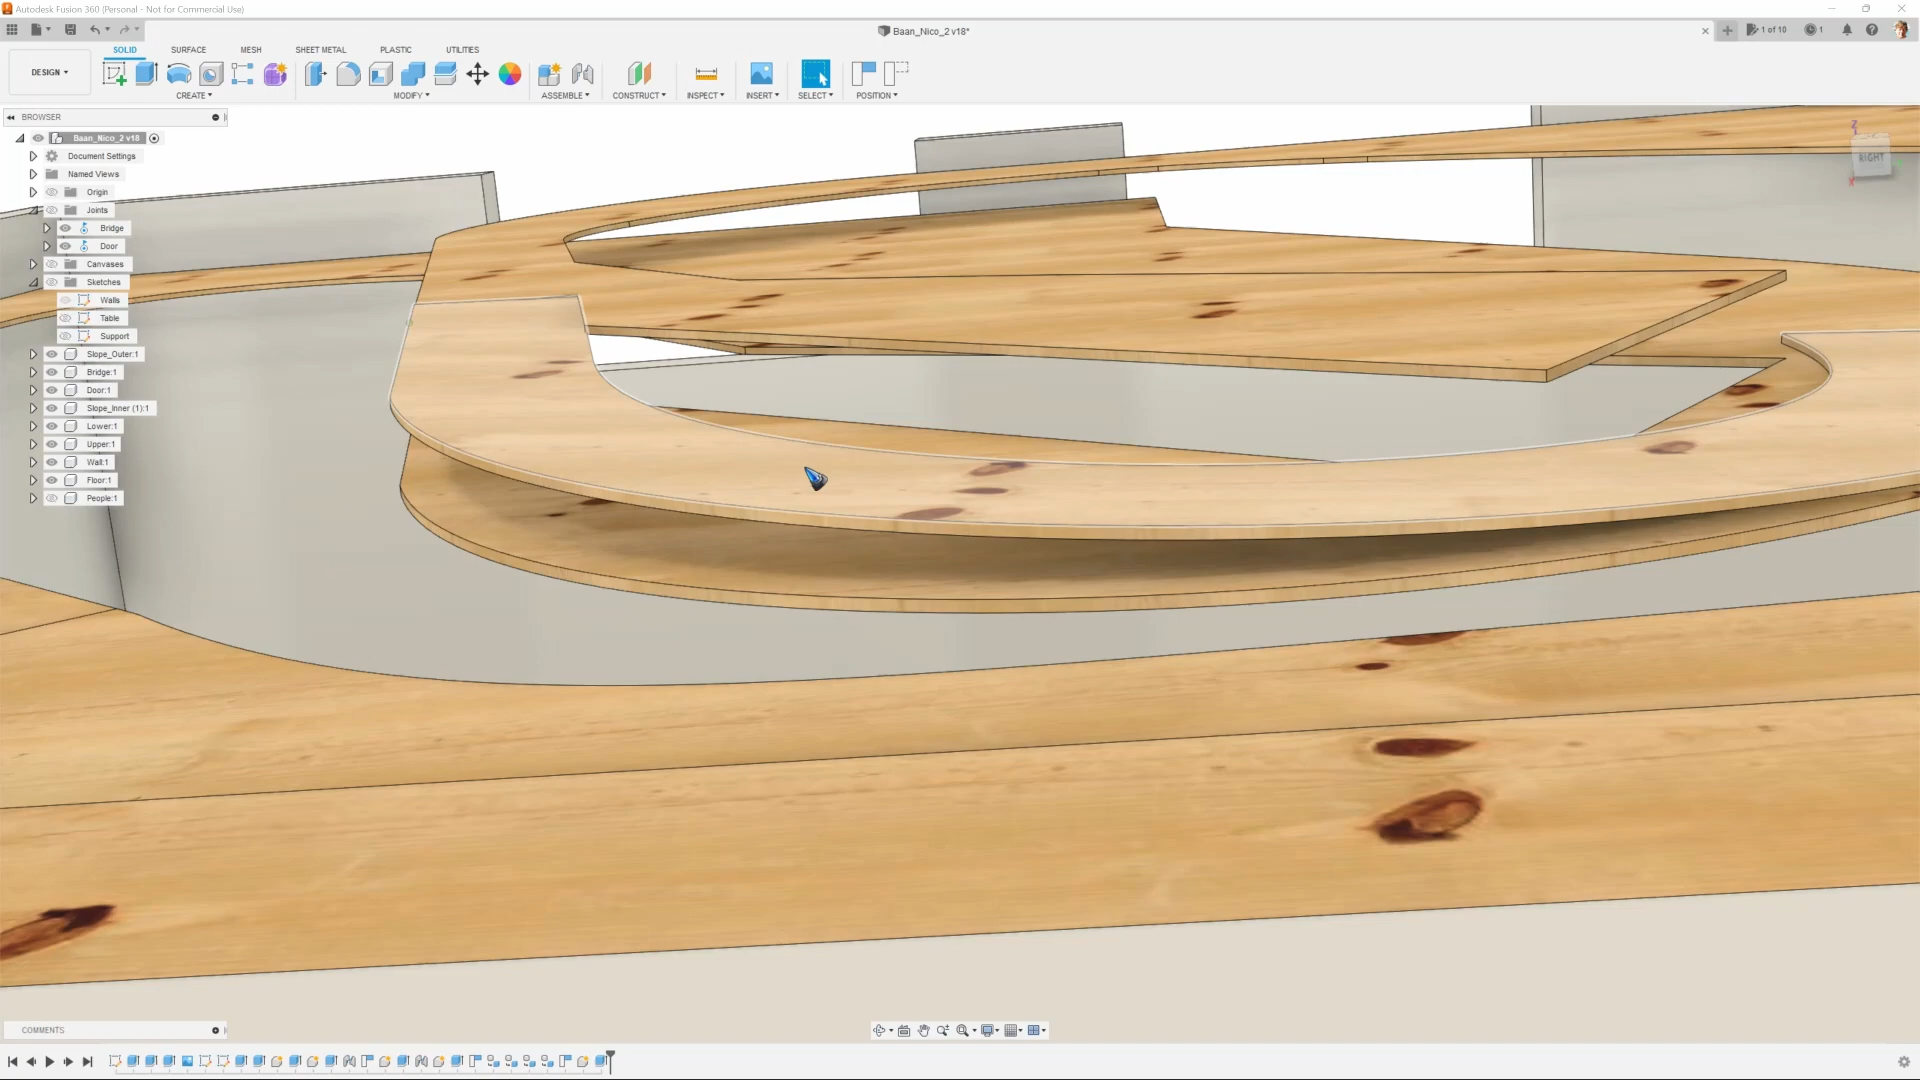 Autodesk Fusion 360 (Personal - Not for Commercial Use)
Baan_Nico_2 v18*
1 of 10
1
DESIGN
SOLID
SURFACE
MESH
SHEET METAL
PLASTIC
UTILITIES
CREATE
MODIFY
ASSEMBLE
CONSTRUCT
INSPECT
INSERT
SELECT
POSITION
BROWSER
Baan_Nico_2 v18
Document Settings
Named Views
Origin
Joints
Bridge
Door
Canvases
Sketches
Walls
Table
Support
Slope_Outer:1
Bridge:1
Door:1
Slope_Inner (1):1
Lower:1
Upper:1
Wall:1
Floor:1
People:1
Z
RIGHT
X
COMMENTS